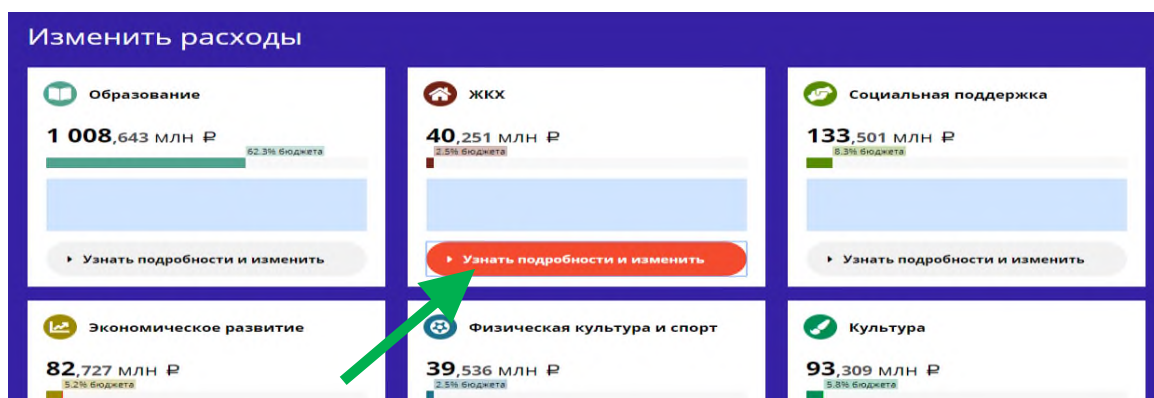 Изменить расходы
Образование
1 008,643 млн ₽
62.3% бюджета
Узнать подробности и изменить
ЖКХ
40,251 млн ₽
2.5% бюджета
Узнать подробности и изменить
Социальная поддержка
133,501 млн ₽
8.3% бюджета
Узнать подробности и изменить
Экономическое развитие
82,727 млн ₽
5.2% бюджета
Физическая культура и спорт
39,536 млн ₽
2.5% бюджета
Культура
93,309 млн ₽
5.8% бюджета